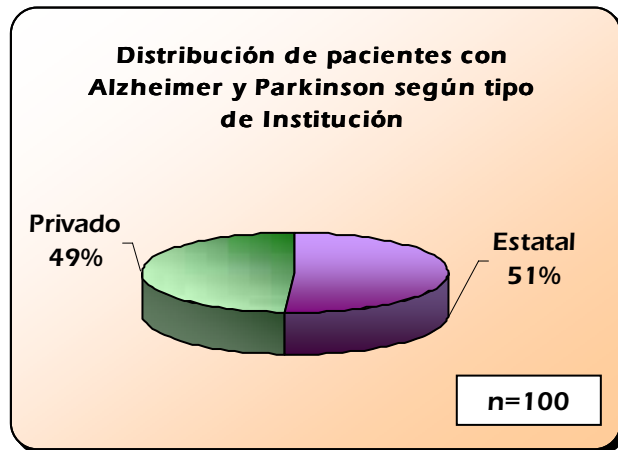 Distribución de pacientes con
Alzheimer y Parkinson según tipo
de Institución
Privado
49%
Estatal
51%
n=100